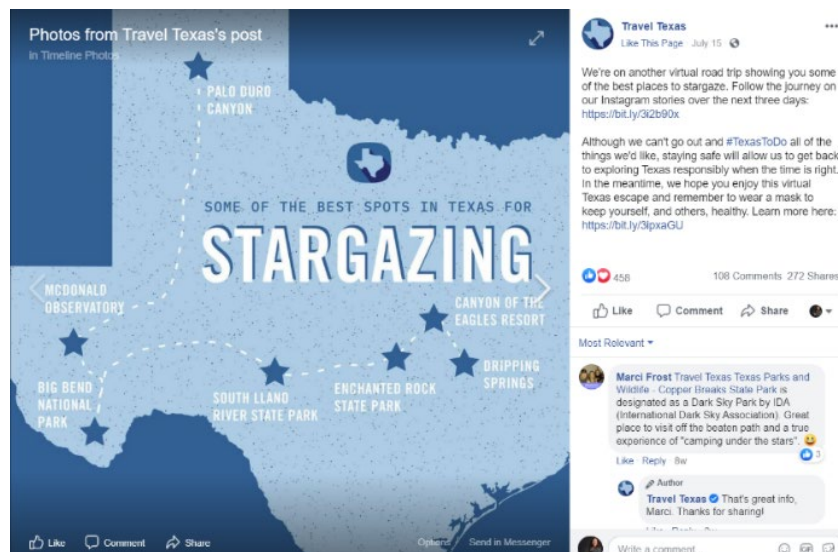 Photos from Travel Texas's post
in Timeline Photos
PALO DURO
CANYON
SOME OF THE BEST SPOTS IN TEXAS FOR
STARGAZING
MCDONALD
OBSERVATORY
CANYON OF THE
EAGLES RESORT
DRIPPING
SPRINGS
BIG BEND
NATIONAL
PARK
SOUTH LLANO
RIVER STATE PARK
ENCHANTED ROCK
STATE PARK
Like Comment Share
Options Send in Messenger
Travel Texas
Like This Page · July 15 ·
We're on another virtual road trip showing you some
of the best places to stargaze. Follow the journey on
our Instagram stories over the next three days:
https://bit.ly/3i2b90x
Although we can't go out and #TexasToDo all of the
things we'd like, staying safe will allow us to get back
to exploring Texas responsibly when the time is right.
In the meantime, we hope you enjoy this virtual
Texas escape and remember to wear a mask to
keep yourself, and others, healthy. Learn more here:
https://bit.ly/3lpxaGU
458
108 Comments 272 Shares
Like Comment Share
Most Relevant
Marci Frost Travel Texas Texas Parks and
Wildlife - Copper Breaks State Park is
designated as a Dark Sky Park by IDA
(International Dark Sky Association). Great
place to visit off the beaten path and a true
experience of "camping under the stars".
3
Like · Reply · 8w
Author
Travel Texas That's great info,
Marci. Thanks for sharing!
Write a comment...